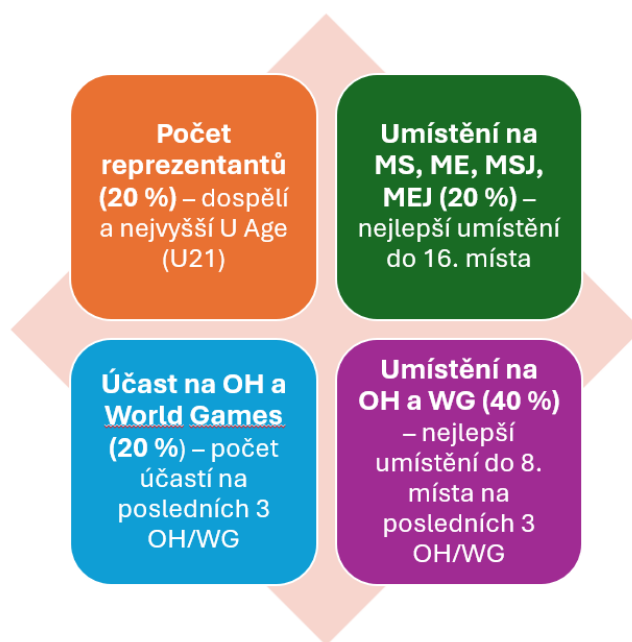 Počet
reprezentantů
(20 %) – dospělí
a nejvyšší U Age
(U21)
Umístění na
MS, ME, MSJ,
MEJ (20 %) –
nejlepší umístění
do 16. místa
Účast na OH a
World Games
(20 %) – počet
účastí na
posledních 3
OH/WG
Umístění na
OH a WG (40 %)
– nejlepší
umístění do 8.
místa na
posledních 3
OH/WG